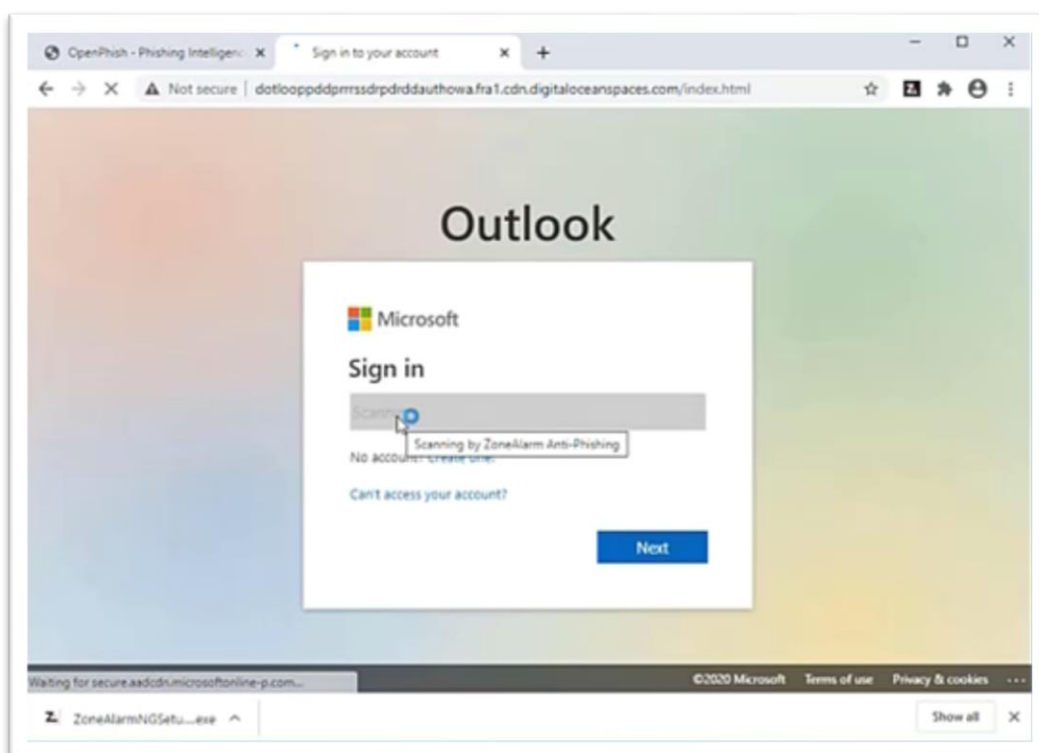 OpenPhish - Phishing Intelligenc
Sign in to your account
Not secure | dotlooppddprrrssdrpdrddauthowa.fra1.cdn.digitaloceanspaces.com/index.html
Outlook
Microsoft
Sign in
Scanning by ZoneAlarm Anti-Phishing
No account? Create one!
Can't access your account?
Next
Waiting for secure.aadcdn.microsoftonline-p.com...
©2020 Microsoft Terms of use Privacy & cookies ...
ZoneAlarmNGSetu....exe
Show all